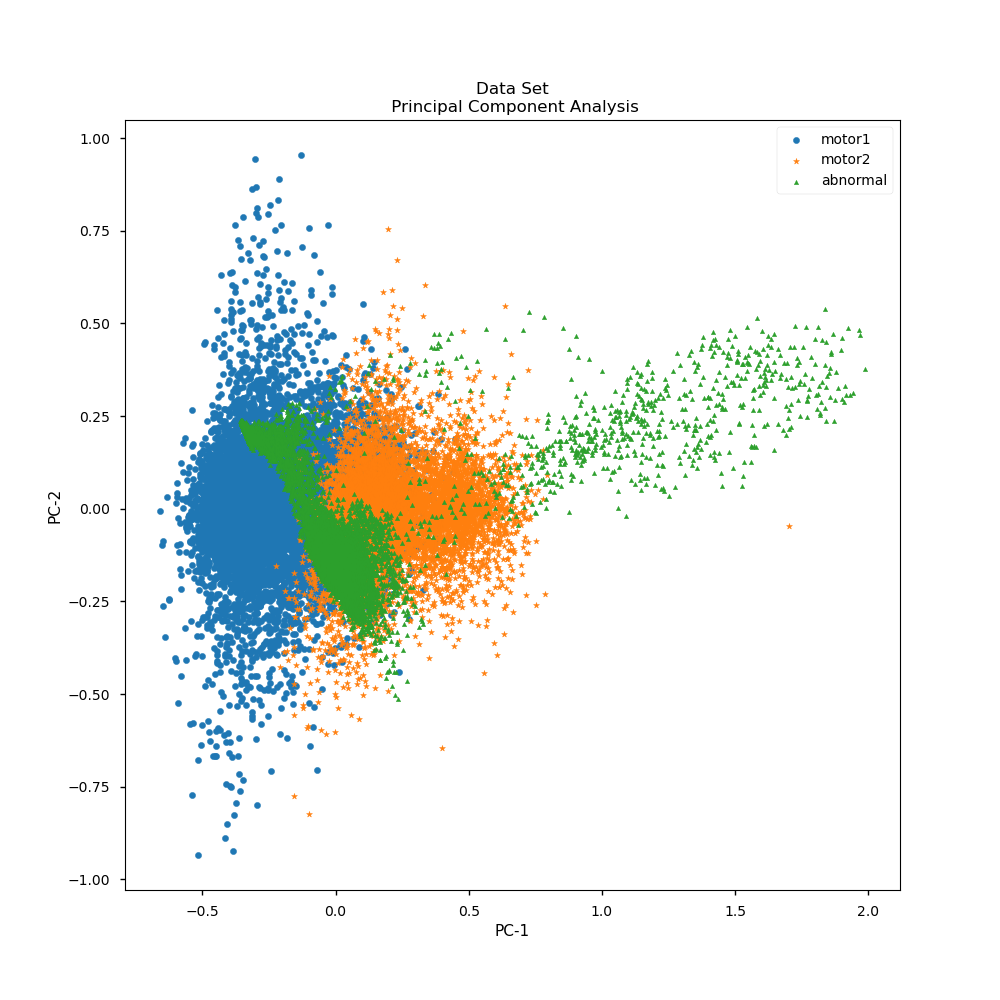 Data Set
Principal Component Analysis
motor1
motor2
abnormal
1.00
0.75
0.50
0.25
0.00
−0.25
−0.50
−0.75
−1.00
PC-2
−0.5
0.0
0.5
1.0
1.5
2.0
PC-1